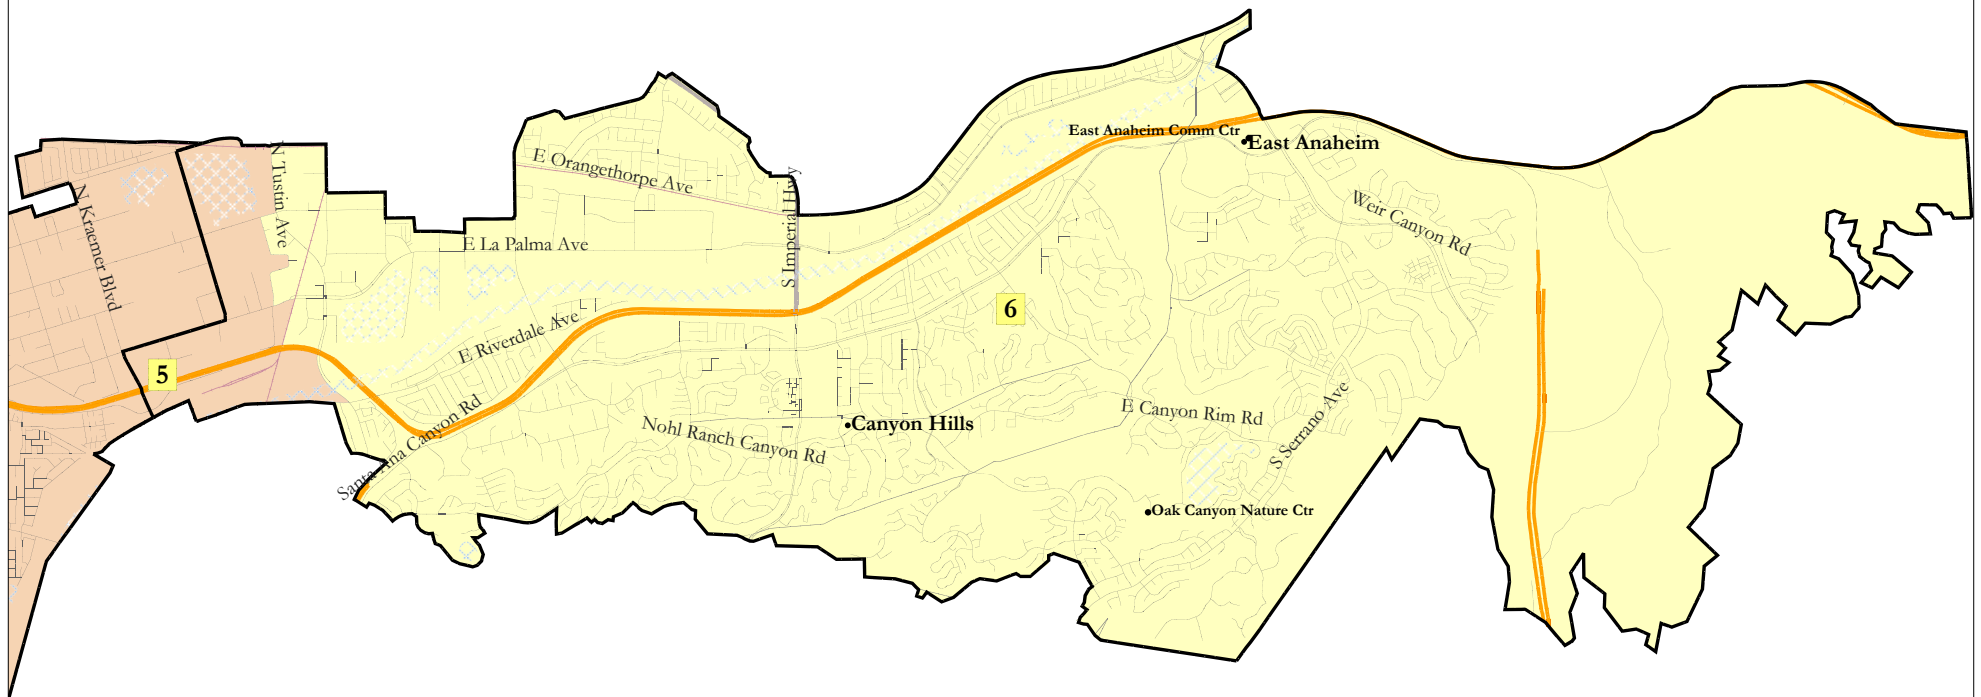 East Anaheim Comm Ctr
East Anaheim
E Orangethorpe Ave
N Tustin Ave
N Kraemer Blvd
S Imperial Hwy
Weir Canyon Rd
E La Palma Ave
6
E Riverdale Ave
5
Santa Ana Canyon Rd
Nohl Ranch Canyon Rd
Canyon Hills
E Canyon Rim Rd
S Serrano Ave
Oak Canyon Nature Ctr